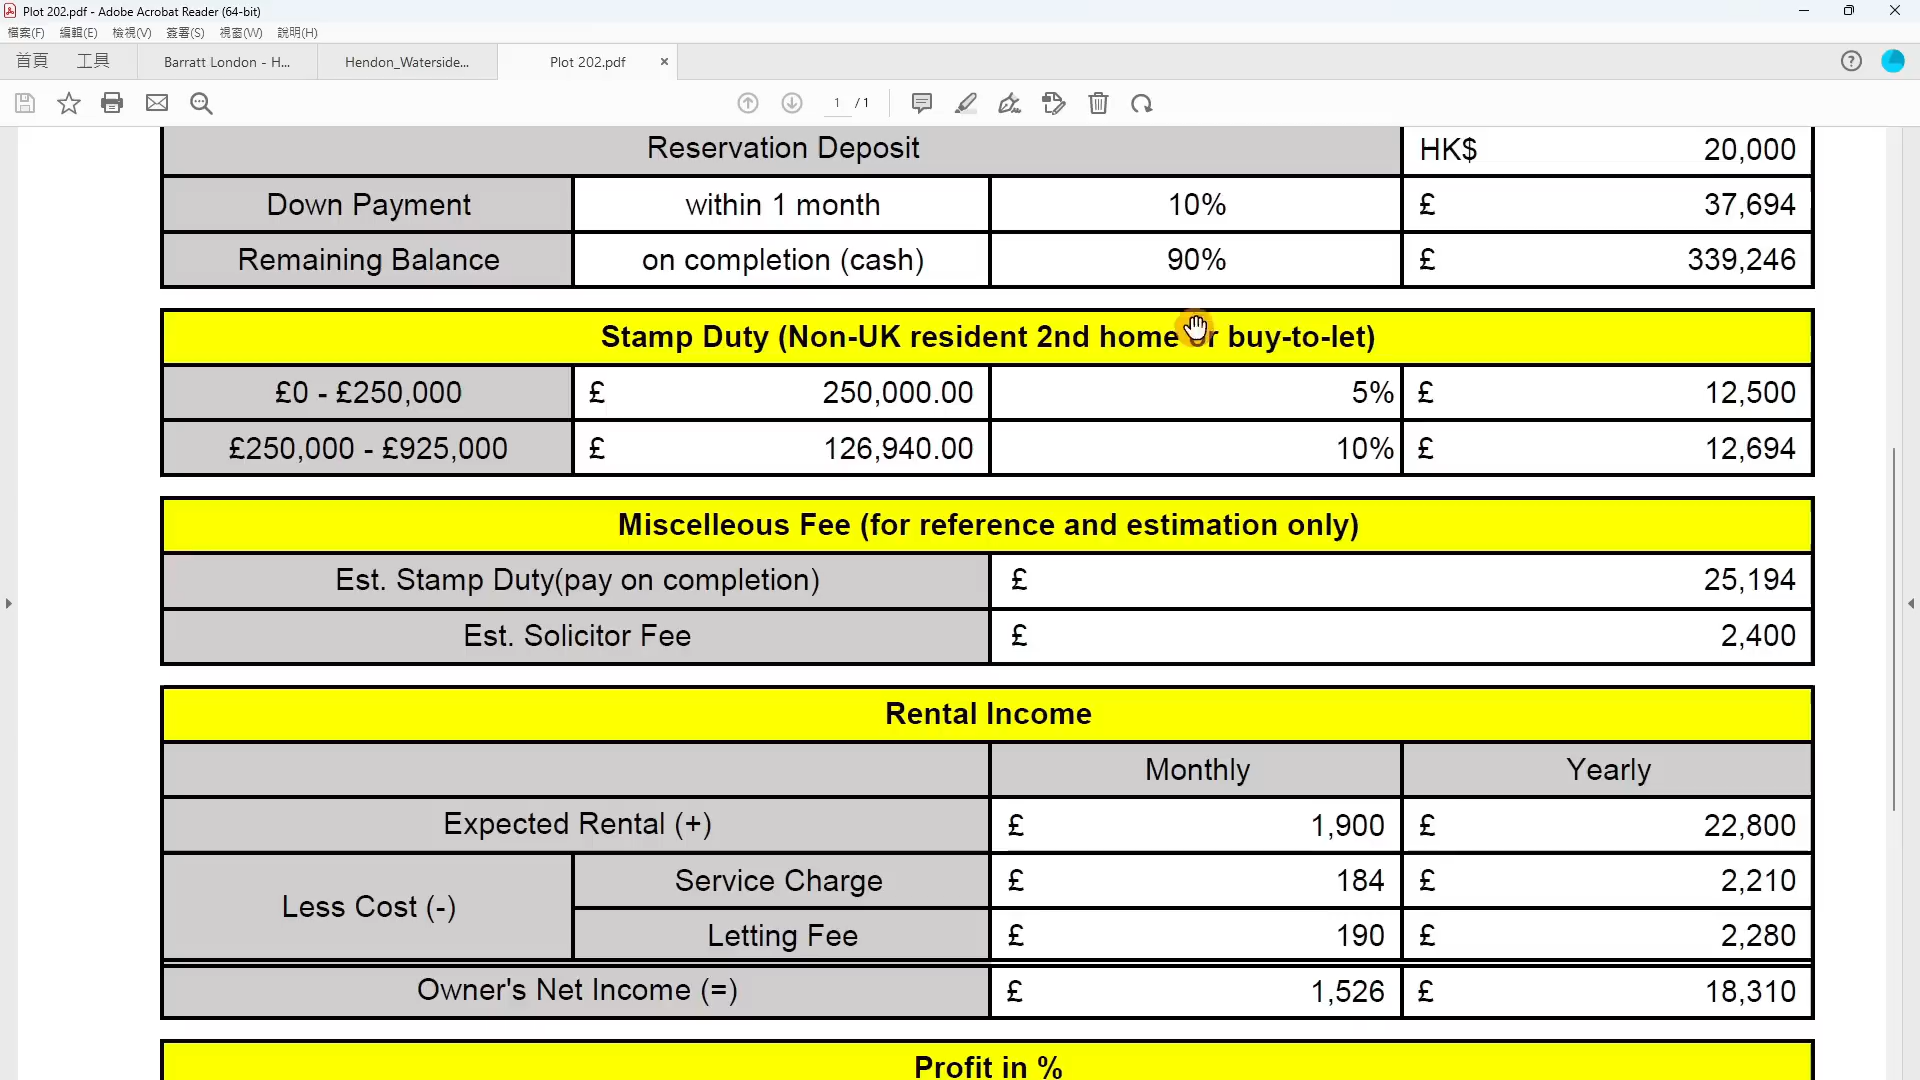 Plot 202.pdf - Adobe Acrobat Reader (64-bit)
檔案(F) 編輯(E) 檢視(V) 簽署(S) 視窗(W) 說明(H)
首頁 工具 Barratt London - H... Hendon_Waterside... Plot 202.pdf ×
1 / 1
Reservation Deposit HK$ 20,000
Down Payment within 1 month 10% £ 37,694
Remaining Balance on completion (cash) 90% £ 339,246
Stamp Duty (Non-UK resident 2nd home or buy-to-let)
£0 - £250,000 £ 250,000.00 5% £ 12,500
£250,000 - £925,000 £ 126,940.00 10% £ 12,694
Miscelleous Fee (for reference and estimation only)
Est. Stamp Duty(pay on completion) £ 25,194
Est. Solicitor Fee £ 2,400
Rental Income
Monthly Yearly
Expected Rental (+) £ 1,900 £ 22,800
Less Cost (-) Service Charge £ 184 £ 2,210
Letting Fee £ 190 £ 2,280
Owner's Net Income (=) £ 1,526 £ 18,310
Profit in %